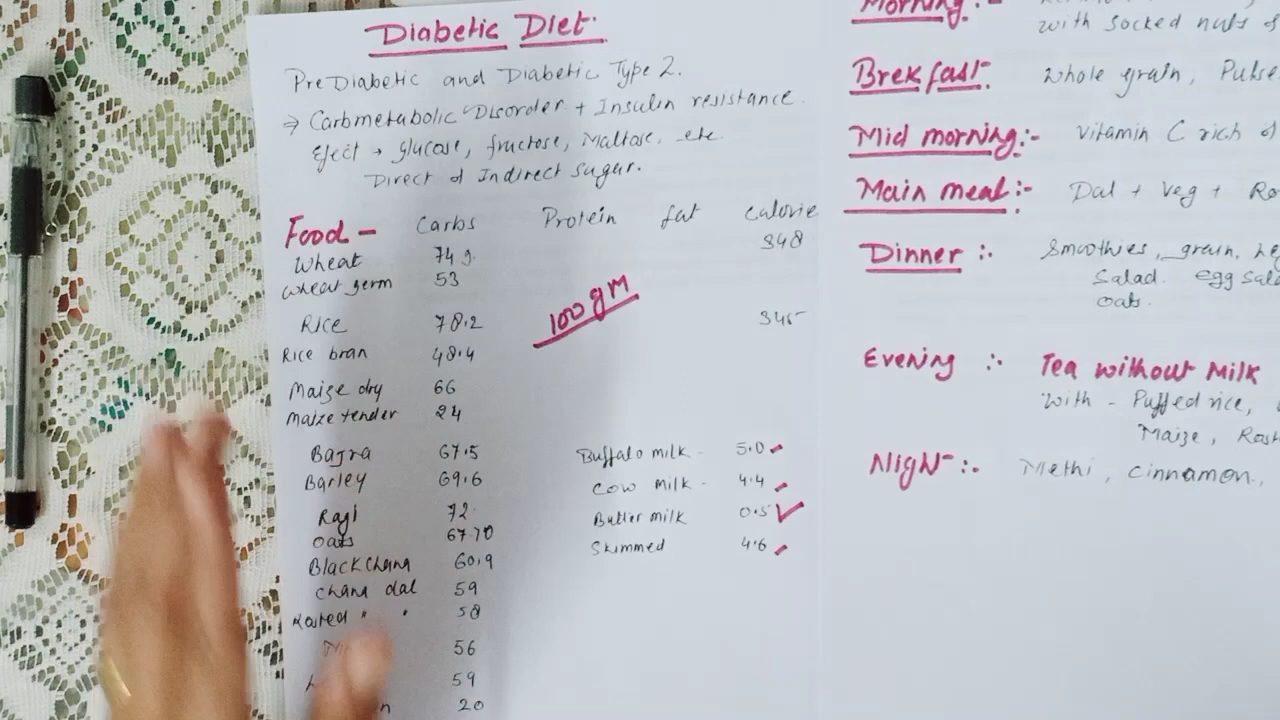 Diabetic Diet.
PreDiabetic and Diabetic Type 2.
⇒ Carbmetabolic Disorder + Insulin resistance.
Efect → glucose, fructose, Maltose, etc.
Direct & Indirect Sugar.
Food - Carbs Protein fat calorie
Wheat 74 g. 348
Wheat germ 53
100 gM
Rice 78.2 345
Rice bran 48.4
Maize dry 66
Maize tender 24
Bajra 67.5
Barley 69.6
Ragi 72.
Oats 67.70
Black Chana 60.9
Chana dal 59
Rosted " " 58
56
59
20
Buffalo milk - 5.0
Cow milk - 4.4
Butter milk 0.5 ✓
Skimmed 4.6
Morning :-
with socked nuts &
Brekfast- Whole grain, Pulse
Mid morning:- Vitamin C rich
Main meal:- Dal + Veg +
Dinner :- Smoothies, grain,
Salad. egg
Oats.
Evening :- Tea without Milk
with - Puffed rice,
Maize,
Night :- Methi, Cinnamon,